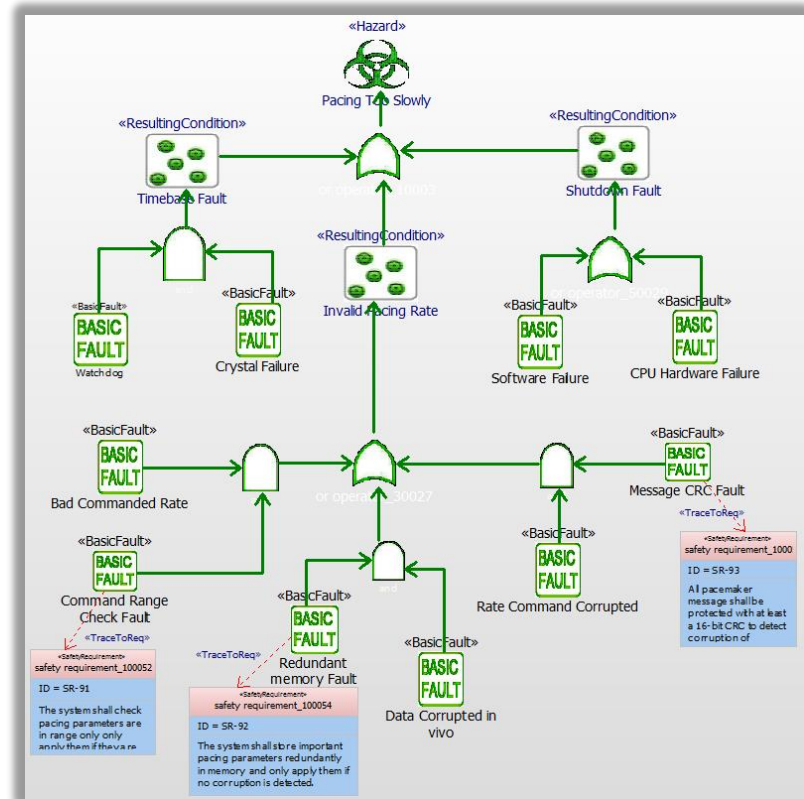 «Hazard»
Pacing Too Slowly
«ResultingCondition»
Timebase Fault
or operator_10003
«ResultingCondition»
Shutdown Fault
«ResultingCondition»
Invalid Pacing Rate
or operator_50029
«BasicFault»
BASIC
FAULT
Watchdog
«BasicFault»
BASIC
FAULT
Crystal Failure
«BasicFault»
BASIC
FAULT
Software Failure
«BasicFault»
BASIC
FAULT
CPU Hardware Failure
«BasicFault»
BASIC
FAULT
Bad Commanded Rate
or operator_30027
«BasicFault»
BASIC
FAULT
Message CRC Fault
«TraceToReq»
«BasicFault»
BASIC
FAULT
Command Range
Check Fault
«TraceToReq»
and
«BasicFault»
BASIC
FAULT
Redundant
memory Fault
«TraceToReq»
«BasicFault»
BASIC
FAULT
Data Corrupted in
vivo
«BasicFault»
BASIC
FAULT
Rate Command Corrupted
«SafetyRequirement»
safety requirement_1000
ID = SR-93
All pacemaker
message shall be
protected with at least
a 16-bit CRC to detect
corruption of
«SafetyRequirement»
safety requirement_100052
ID = SR-91
The system shall check
pacing parameters are
in range only only
apply them if they are
«SafetyRequirement»
safety requirement_100054
ID = SR-92
The system shall store important
pacing parameters redundantly
in memory and only apply them if
no corruption is detected.